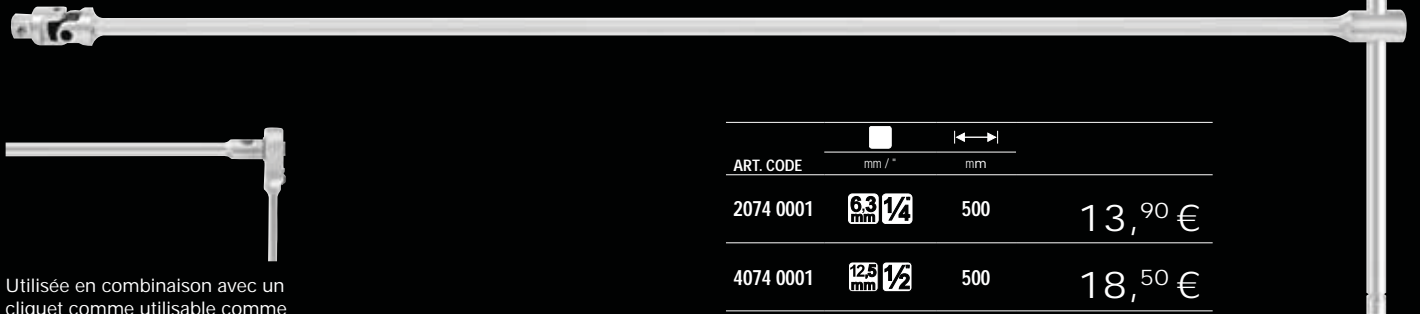 ART. CODE mm / " mm
2074 0001 6,3 mm 1/4" 500 13,90 €
4074 0001 12,5 mm 1/2" 500 18,50 €
Utilisée en combinaison avec un
cliquet comme utilisable comme